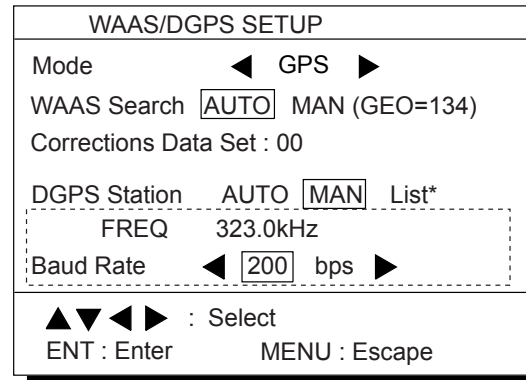 WAAS/DGPS SETUP
Mode ◀ GPS ▶
WAAS Search AUTO MAN (GEO=134)
Corrections Data Set : 00
DGPS Station AUTO MAN List*
FREQ 323.0kHz
Baud Rate ◀ 200 bps ▶
▲▼◀ ▶ : Select
ENT : Enter MENU : Escape